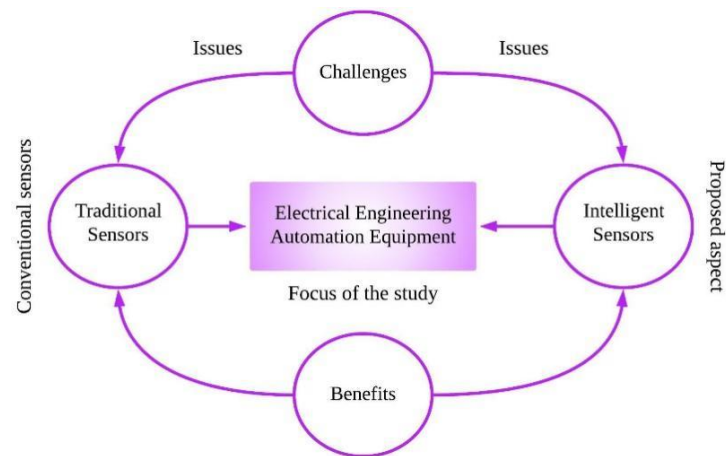 Issues
Issues
Challenges
Conventional sensors
Traditional
Sensors
Electrical Engineering
Automation Equipment
Intelligent
Sensors
Proposed aspect
Focus of the study
Benefits